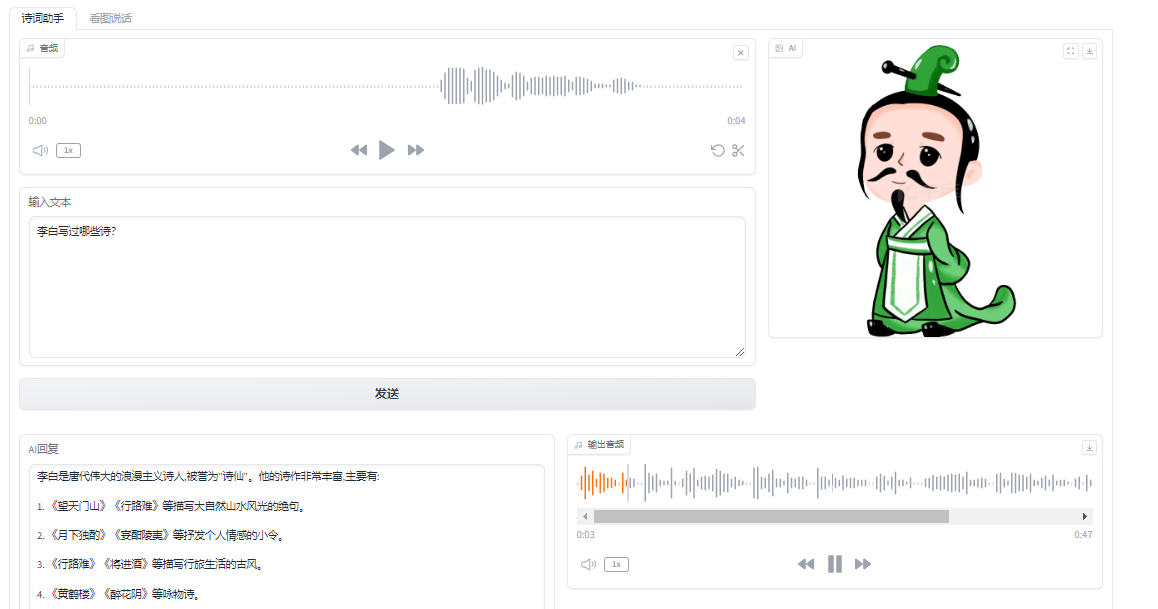 诗词助手 看图说话
音频
AI
0:00 0:04
1x
输入文本
李白写过哪些诗?
发送
AI回复
输出音频
李白是唐代伟大的浪漫主义诗人,被誉为"诗仙"。他的诗作非常丰富,主要有:
1. 《望天门山》《行路难》等描写大自然山水风光的绝句。
2. 《月下独酌》《宴酣陵夷》等抒发个人情感的小令。
3. 《行路难》《将进酒》等描写行旅生活的古风。
4. 《黄鹤楼》《醉花阴》等咏物诗。
0:03 0:47
1x